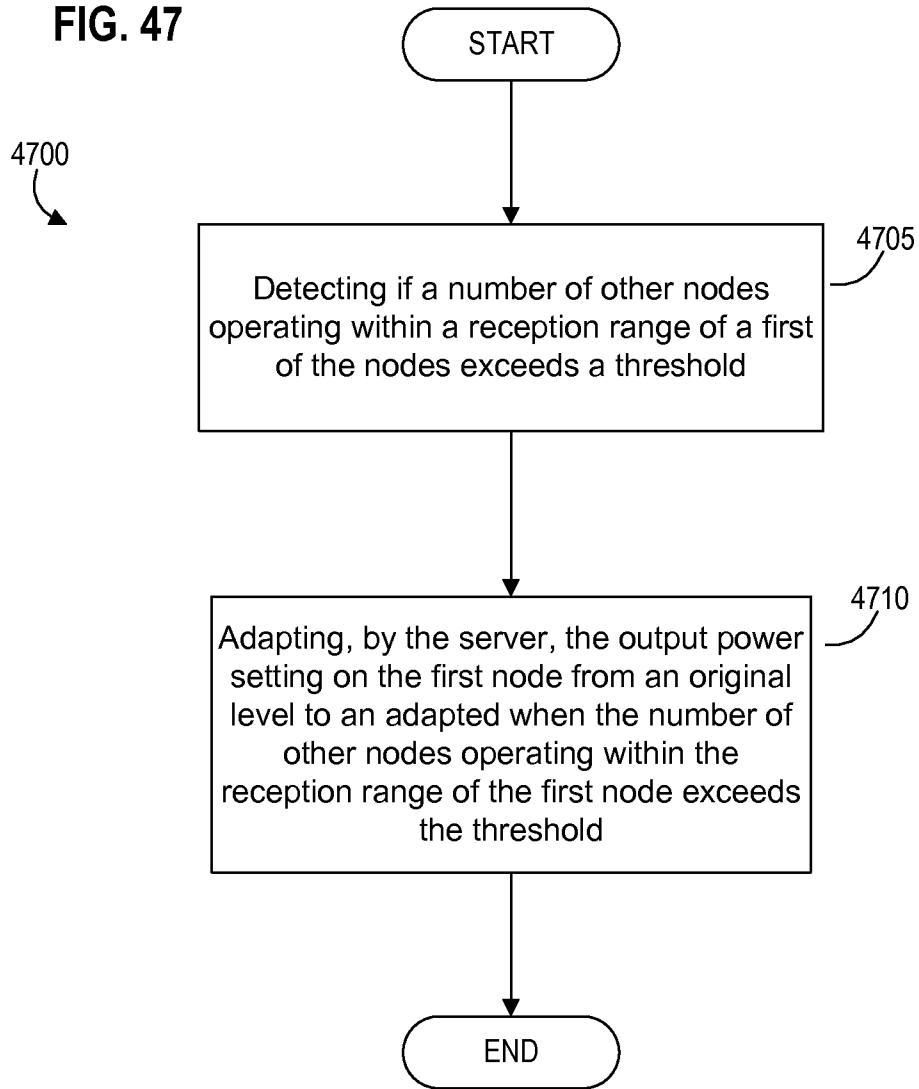 FIG. 47
START
4700
4705
Detecting if a number of other nodes
operating within a reception range of a first
of the nodes exceeds a threshold
4710
Adapting, by the server, the output power
setting on the first node from an original
level to an adapted when the number of
other nodes operating within the
reception range of the first node exceeds
the threshold
END